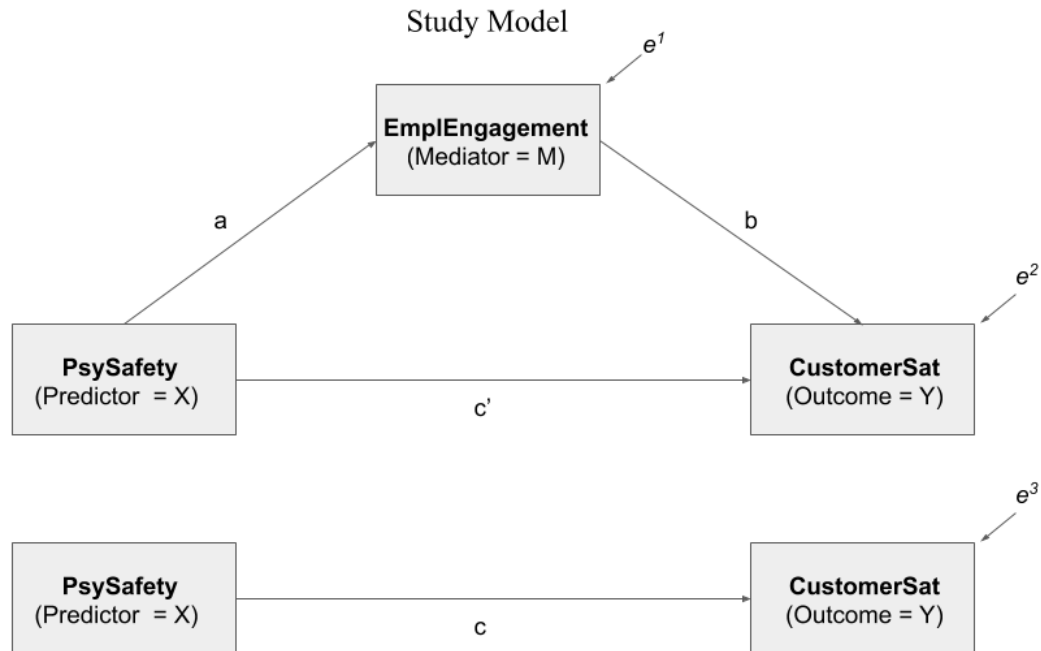 Study Model
e¹
EmplEngagement
(Mediator = M)
a
b
e²
PsySafety
(Predictor = X)
CustomerSat
(Outcome = Y)
c’
e³
PsySafety
(Predictor = X)
CustomerSat
(Outcome = Y)
c